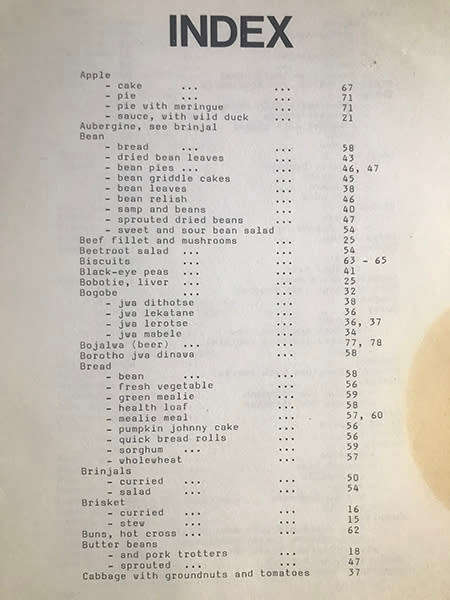 INDEX
Apple
- cake ... ... 67
- pie ... ... 71
- pie with meringue ... 71
- sauce, with wild duck ... 21
Aubergine, see brinjal
Bean
- bread ... ... 58
- dried bean leaves ... 43
- bean pies ... ... 46, 47
- bean griddle cakes ... 45
- bean leaves ... 38
- bean relish ... 46
- samp and beans ... 40
- sprouted dried beans ... 47
- sweet and sour bean salad 54
Beef fillet and mushrooms ... 25
Beetroot salad ... ... 54
Biscuits ... ... 63 - 65
Black-eye peas ... ... 41
Bobotie, liver ... ... 25
Bogobe ... ... 32
- jwa dithotse ... 38
- jwa lekatane ... 36
- jwa lerotse ... 36, 37
- jwa mabele ... 34
Bojalwa (beer) ... ... 77, 78
Borotho jwa dinawa ... 58
Bread
- bean ... ... 58
- fresh vegetable ... 56
- green mealie ... 59
- health loaf ... 58
- mealie meal ... 57, 60
- pumpkin johnny cake ... 56
- quick bread rolls ... 56
- sorghum ... ... 59
- wholewheat ... 57
Brinjals
- curried ... ... 50
- salad ... ... 54
Brisket
- curried ... ... 16
- stew ... ... 15
Buns, hot cross ... ... 62
Butter beans
- and pork trotters ... 18
- sprouted ... ... 47
Cabbage with groundnuts and tomatoes 37